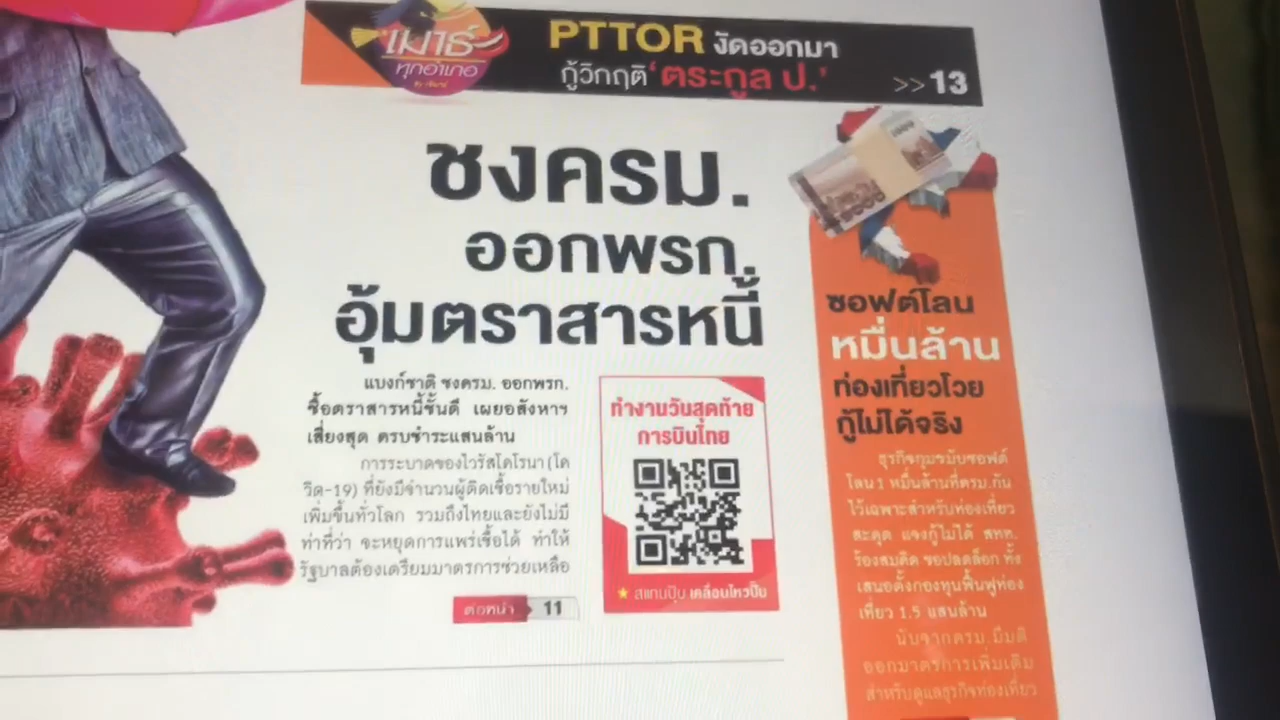 เมาธ์
ทุกอำเภอ
PTTOR งัดออกมา
กู้วิกฤติ ‘ตระกูล ป.’
>> 13
ชงครม.
ออกพรก.
อุ้มตราสารหนี้
แบงก์ชาติ ชงครม. ออกพรก.
ซื้อตราสารหนี้ชั้นดี เผยอสังหาฯ
เสี่ยงสุด ครบชำระแสนล้าน
การระบาดของไวรัสโคโรนา(โค
วิด-19) ที่ยังมีจำนวนผู้ติดเชื้อรายใหม่
เพิ่มขึ้นทั่วโลก รวมถึงไทยและยังไม่มี
ท่าทีว่า จะหยุดการแพร่เชื้อได้ ทำให้
รัฐบาลต้องเตรียมมาตรการช่วยเหลือ
ต่อหน้า 11
ทำงานวันสุดท้าย
การบินไทย
สแกนปุ๊บ เคลื่อนไหวปั๊บ
ซอฟต์โลน
หมื่นล้าน
ท่องเที่ยวโวย
กู้ไม่ได้จริง
ธุรกิจกุมขมับซอฟต์
โลน 1 หมื่นล้านที่ครม.กัน
ไว้เฉพาะสำหรับท่องเที่ยว
สะดุด แจงกู้ไม่ได้ สทท.
ร้องสมคิด ขอปลดล็อก ทั้ง
เสนอตั้งกองทุนฟื้นฟูท่อง
เที่ยว 1.5 แสนล้าน
นับจากครม.มีมติ
ออกมาตรการเพิ่มเติม
สำหรับดูแลธุรกิจท่องเที่ยว